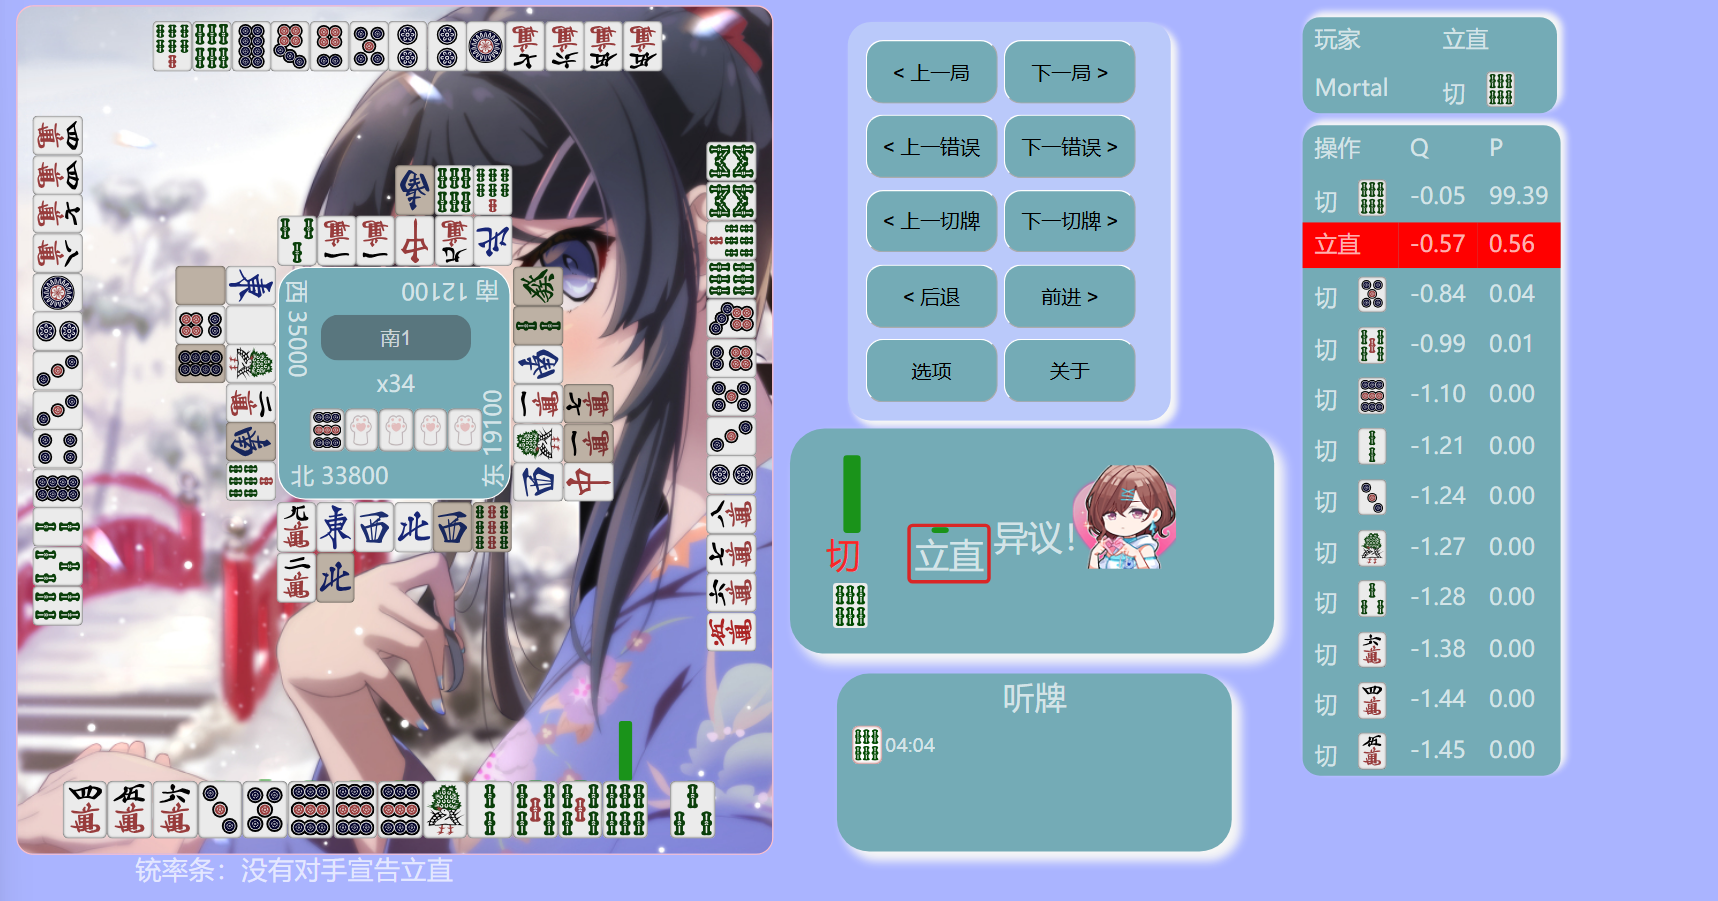 西 35000
南 12100
南1
x34
北 33800
东 19100
铳率条：没有对手宣告立直
< 上一局
下一局 >
< 上一错误
下一错误 >
< 上一切牌
下一切牌 >
< 后退
前进 >
选项
关于
切
立直
异议！
听牌
04:04
玩家 立直
Mortal 切
操作 Q P
切 -0.05 99.39
立直 -0.57 0.56
切 -0.84 0.04
切 -0.99 0.01
切 -1.10 0.00
切 -1.21 0.00
切 -1.24 0.00
切 -1.27 0.00
切 -1.28 0.00
切 -1.38 0.00
切 -1.44 0.00
切 -1.45 0.00